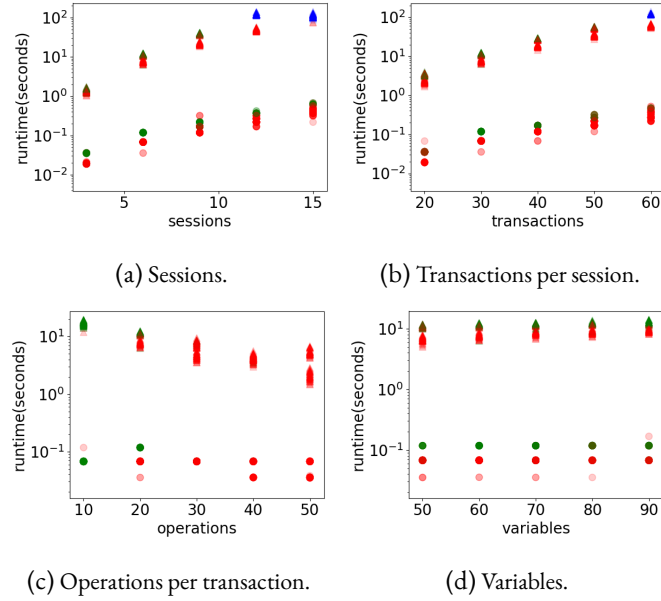 10²
10¹
10⁰
10⁻¹
10⁻²
runtime(seconds)
5
10
15
sessions
(a) Sessions.
10²
10¹
10⁰
10⁻¹
10⁻²
runtime(seconds)
20
30
40
50
60
transactions
(b) Transactions per session.
10¹
10⁰
10⁻¹
runtime(seconds)
10
20
30
40
50
operations
(c) Operations per transaction.
10¹
10⁰
10⁻¹
runtime(seconds)
50
60
70
80
90
variables
(d) Variables.